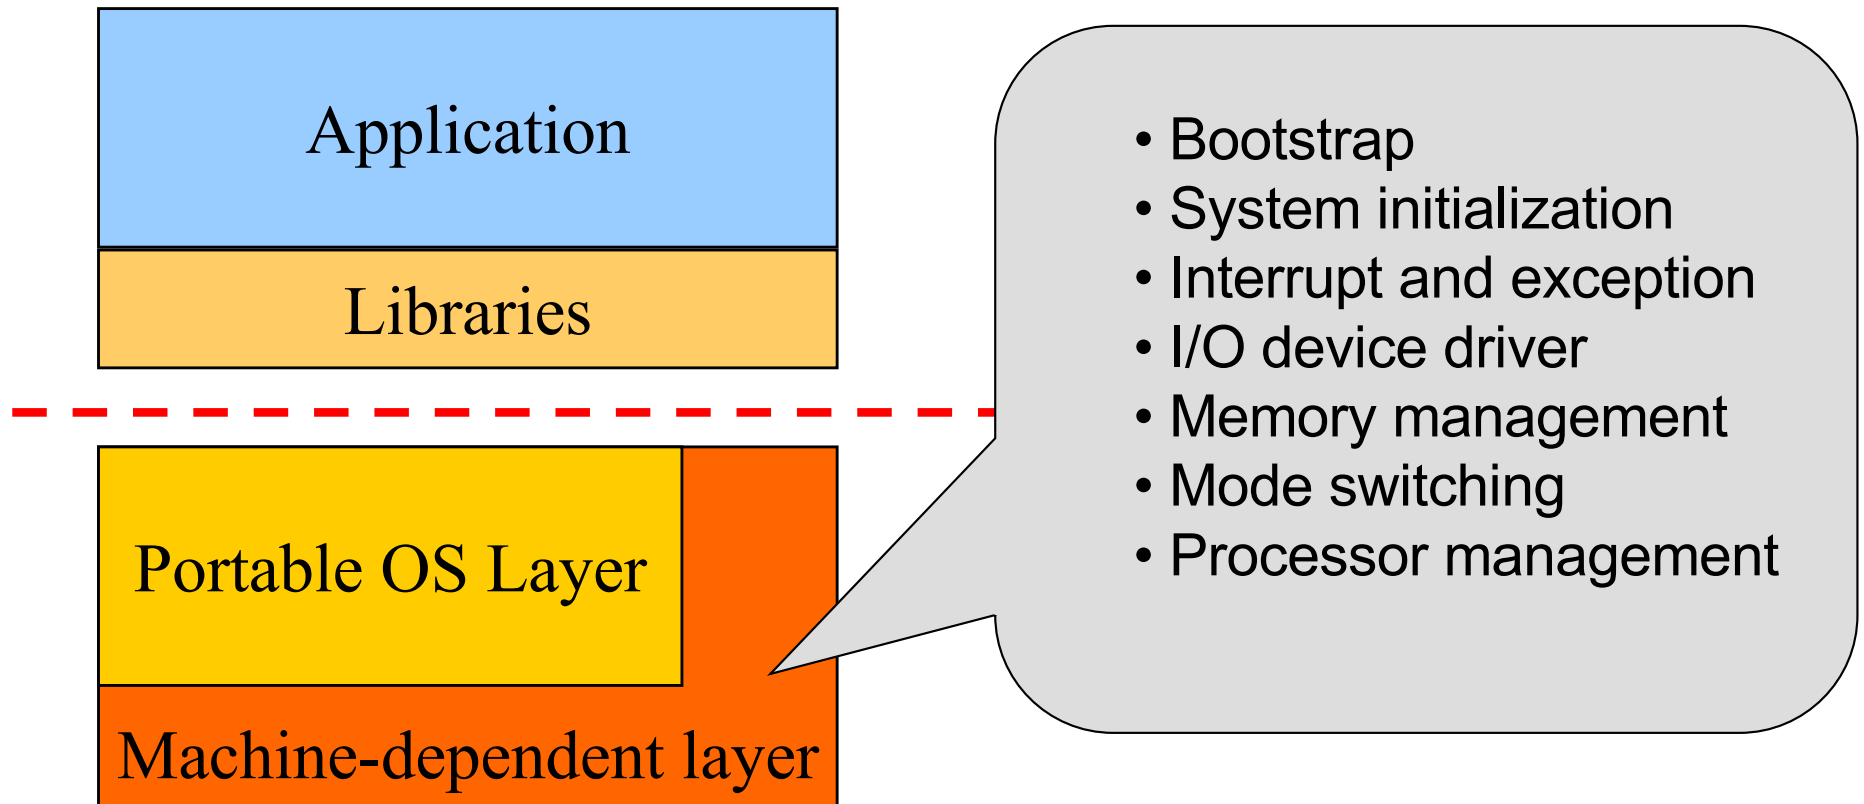 Application
Libraries
Portable OS Layer
Machine-dependent layer
• Bootstrap
• System initialization
• Interrupt and exception
• I/O device driver
• Memory management
• Mode switching
• Processor management